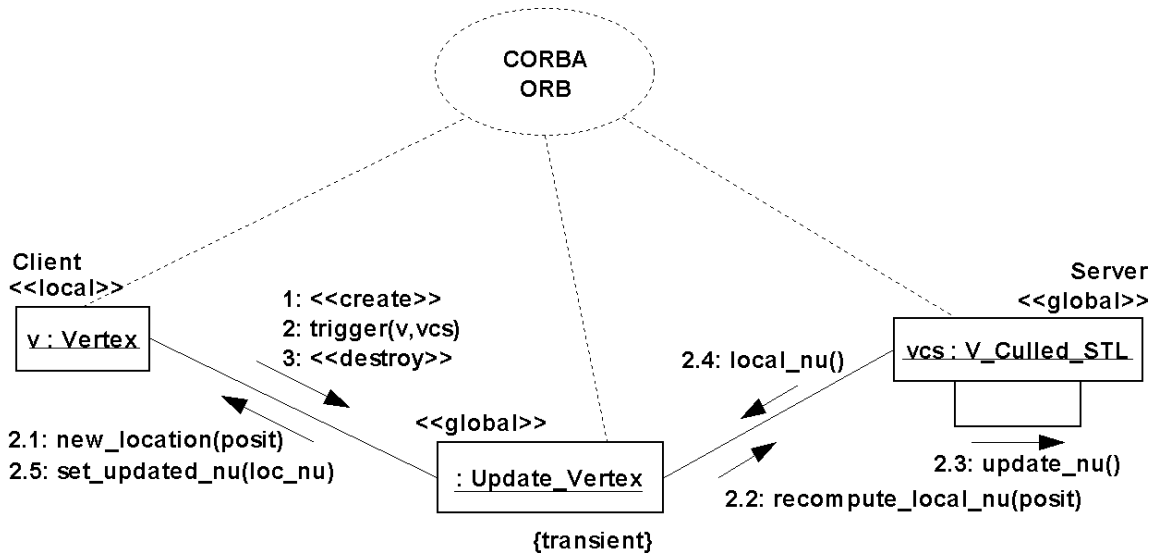 CORBA
ORB
Client
<<local>>
v : Vertex
1: <<create>>
2: trigger(v,vcs)
3: <<destroy>>
2.1: new_location(posit)
2.5: set_updated_nu(loc_nu)
<<global>>
: Update_Vertex
{transient}
Server
<<global>>
vcs : V_Culled_STL
2.4: local_nu()
2.3: update_nu()
2.2: recompute_local_nu(posit)